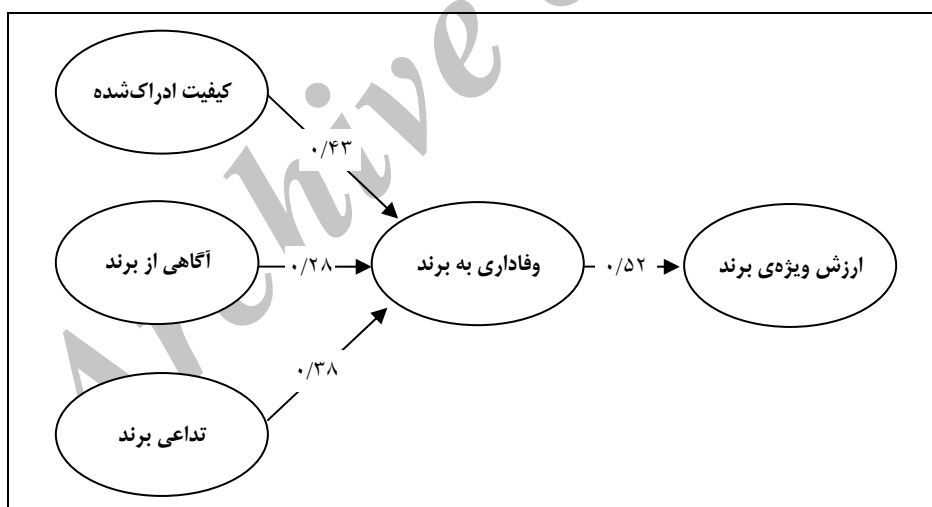 کیفیت ادراک‌شده
۰/۴۳
آگاهی از برند
۰/۲۸
وفاداری به برند
۰/۵۲
ارزش ویژه‌ی برند
۰/۳۸
تداعی برند
Archive